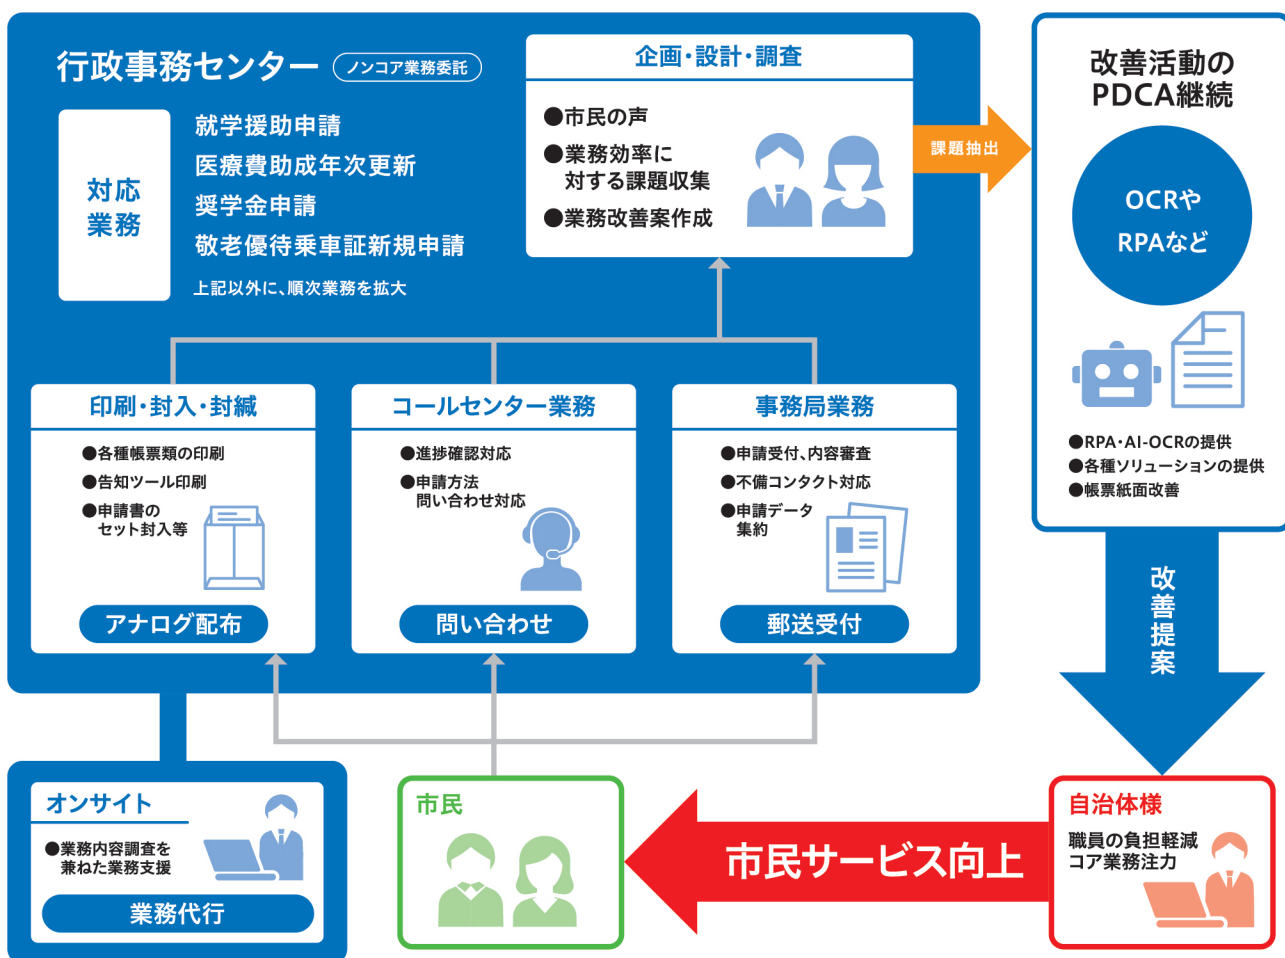 行政事務センター
ノンコア業務委託
対応
業務
就学援助申請
医療費助成年次更新
奨学金申請
敬老優待乗車証新規申請
上記以外に、順次業務を拡大
企画・設計・調査
●市民の声
●業務効率に
対する課題収集
●業務改善案作成
課題抽出
改善活動の
PDCA継続
OCRや
RPAなど
●RPA・AI-OCRの提供
●各種ソリューションの提供
●帳票紙面改善
印刷・封入・封緘
●各種帳票類の印刷
●告知ツール印刷
●申請書の
セット封入等
アナログ配布
コールセンター業務
●進捗確認対応
●申請方法
問い合わせ対応
問い合わせ
事務局業務
●申請受付、内容審査
●不備コンタクト対応
●申請データ
集約
郵送受付
改善提案
オンサイト
●業務内容調査を
兼ねた業務支援
業務代行
市民
市民サービス向上
自治体様
職員の負担軽減
コア業務注力